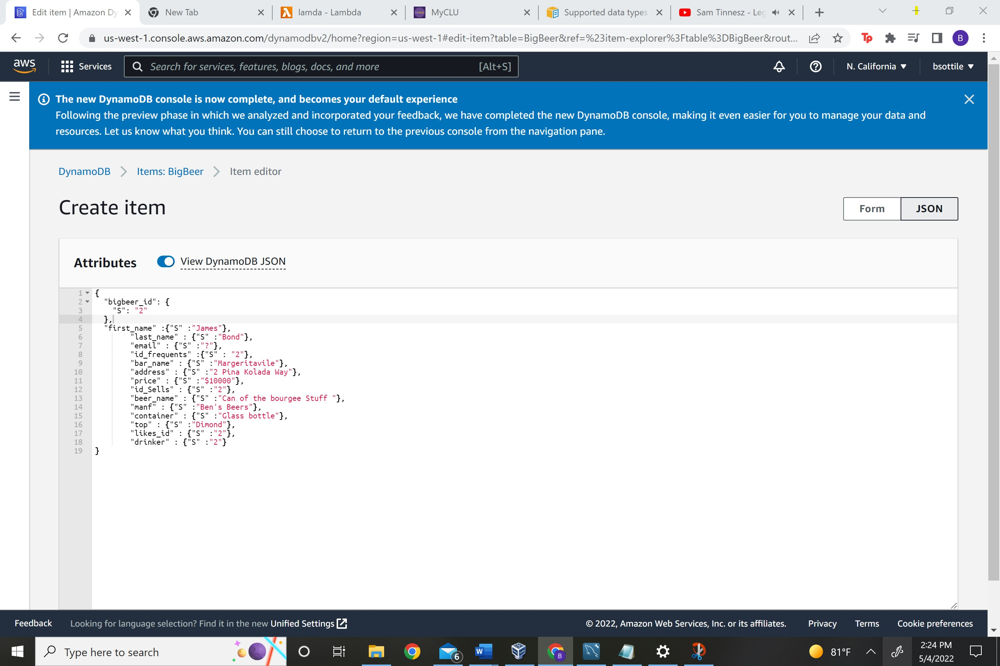 Edit item | Amazon Dy
New Tab
lamda - Lambda
MyCLU
Supported data types
Sam Tinnesz - Leg
us-west-1.console.aws.amazon.com/dynamodbv2/home?region=us-west-1#edit-item?table=BigBeer&ref=%23item-explorer%3Ftable%3DBigBeer&rout...
Tp
B
aws
Services
Search for services, features, blogs, docs, and more
[Alt+S]
N. California
bsottile
The new DynamoDB console is now complete, and becomes your default experience
Following the preview phase in which we analyzed and incorporated your feedback, we have completed the new DynamoDB console, making it even easier for you to manage your data and
resources. Let us know what you think. You can still choose to return to the previous console from the navigation pane.
DynamoDB
Items: BigBeer
Item editor
Create item
Form
JSON
Attributes
View DynamoDB JSON
1 {
2 "bigbeer_id": {
3 "S": "2"
4 },
5 "first_name" :{"S" :"James"},
6 "last_name" : {"S" :"Bond"},
7 "email" : {"S" :"?"},
8 "id_frequents" :{"S" : "2"},
9 "bar_name" : {"S" :"Margeritavile"},
10 "address" : {"S" :"2 Pina Kolada Way"},
11 "price" : {"S" :"$10000"},
12 "id_Sells" : {"S" :"2"},
13 "beer_name" : {"S" :"Can of the bourgee Stuff "},
14 "manf" : {"S" :"Ben's Beers"},
15 "container" : {"S" :"Glass bottle"},
16 "top" : {"S" :"Dimond"},
17 "likes_id" : {"S" :"2"},
18 "drinker" : {"S" :"2"}
19 }
Feedback
Looking for language selection? Find it in the new Unified Settings
© 2022, Amazon Web Services, Inc. or its affiliates.
Privacy
Terms
Cookie preferences
Type here to search
6
W
B
81°F
2:24 PM
5/4/2022